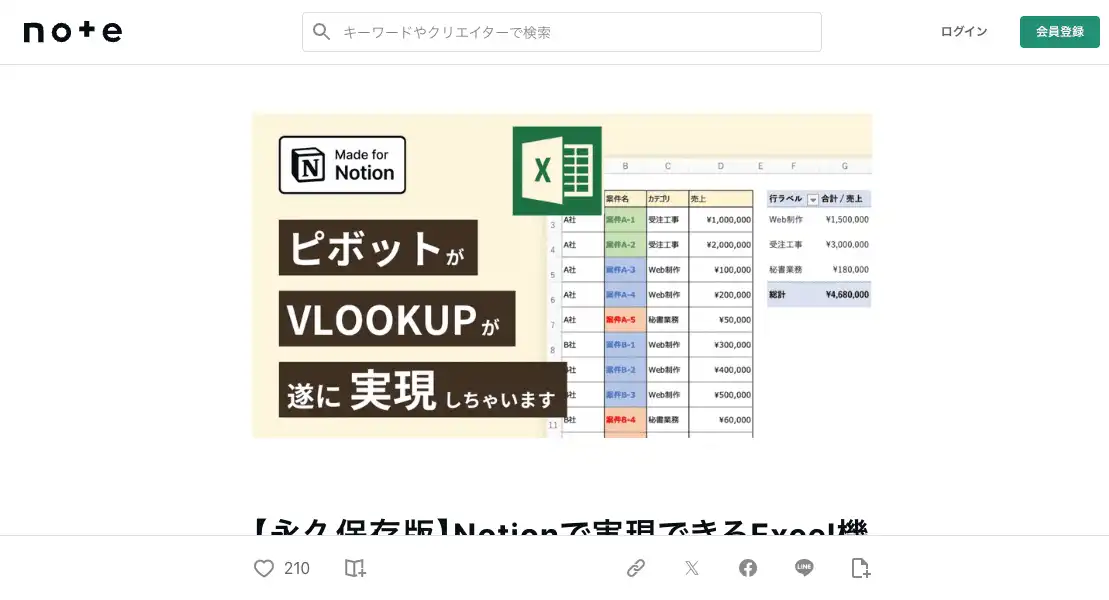 note
キーワードやクリエイターで検索
ログイン
会員登録
Made for
Notion
ピボットが
VLOOKUPが
遂に 実現 しちゃいます
X
B C D E F G
案件名 カテゴリ 売上
3 A社 案件A-1 受注工事 ¥1,000,000
4 A社 案件A-2 受注工事 ¥2,000,000
5 A社 案件A-3 Web制作 ¥100,000
6 A社 案件A-4 Web制作 ¥200,000
7 A社 案件A-5 秘書業務 ¥50,000
8 B社 案件B-1 Web制作 ¥300,000
B社 案件B-2 Web制作 ¥400,000
B社 案件B-3 Web制作 ¥500,000
11 B社 案件B-4 秘書業務 ¥60,000
行ラベル 合計 / 売上
Web制作 ¥1,500,000
受注工事 ¥3,000,000
秘書業務 ¥180,000
総計 ¥4,680,000
【永久保存版】Notionで実現できるExcel機
210
LINE